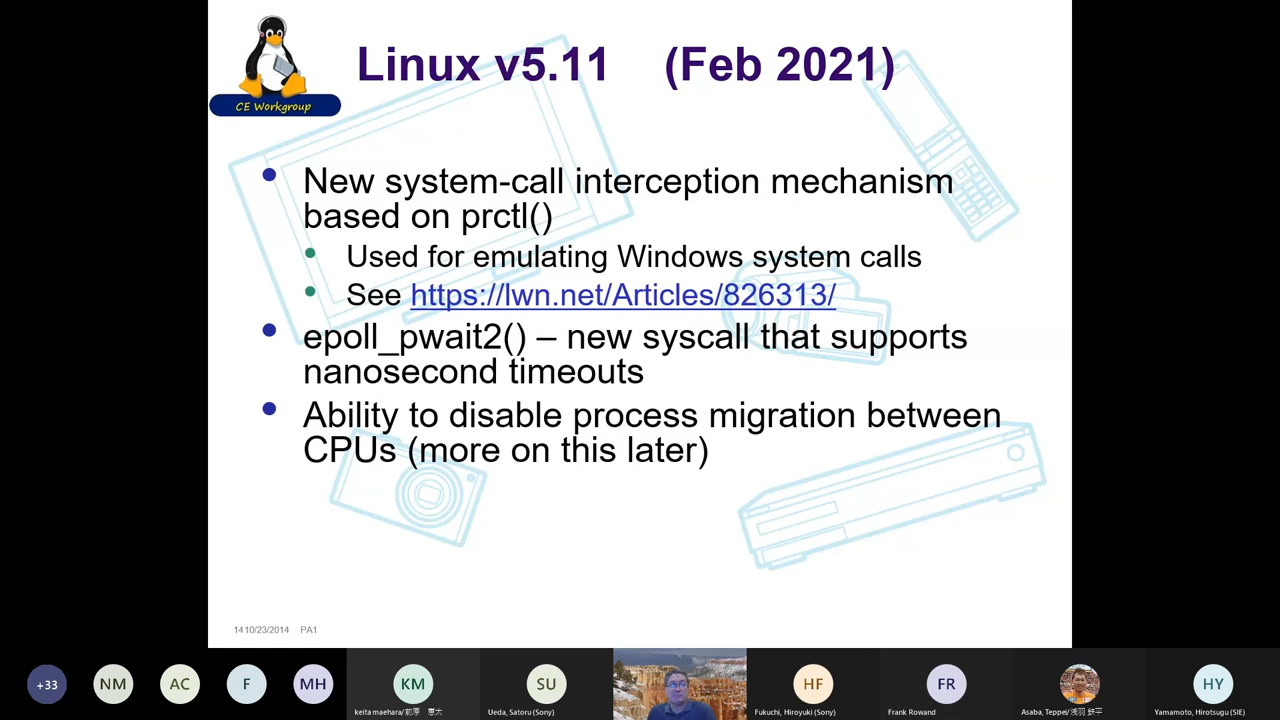 CE Workgroup
Linux v5.11 (Feb 2021)
New system-call interception mechanism
based on prctl()
Used for emulating Windows system calls
See https://lwn.net/Articles/826313/
epoll_pwait2() – new syscall that supports
nanosecond timeouts
Ability to disable process migration between
CPUs (more on this later)
1410/23/2014 PA1
+33
NM
AC
F
MH
KM
SU
HF
FR
HY
keita maehara/前原 恵太
Ueda, Satoru (Sony)
Fukuchi, Hiroyuki (Sony)
Frank Rowand
Asaba, Teppei/浅羽 鉄平
Yamamoto, Hirotsugu (SIE)